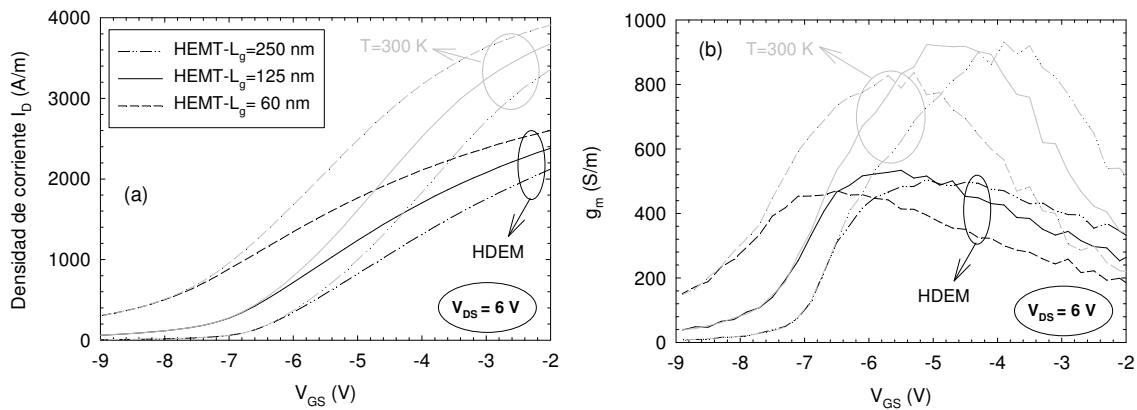 4000
3000
2000
1000
0
Densidad de corriente I_D (A/m)
HEMT-L_g=250 nm
HEMT-L_g=125 nm
HEMT-L_g= 60 nm
T=300 K
(a)
HDEM
V_DS = 6 V
-9 -8 -7 -6 -5 -4 -3 -2
V_GS (V)
1000
800
600
400
200
0
g_m (S/m)
(b)
T=300 K
HDEM
V_DS = 6 V
-9 -8 -7 -6 -5 -4 -3 -2
V_GS (V)